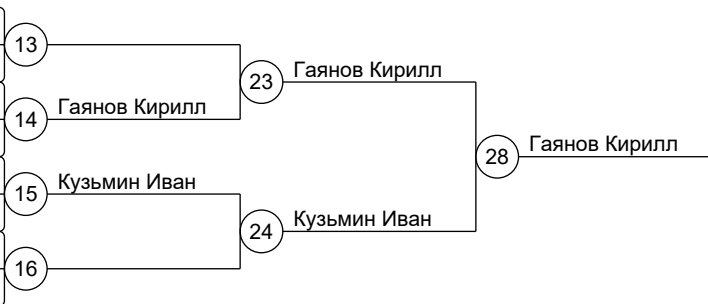 13
23
Гаянов Кирилл
14
Гаянов Кирилл
28
Гаянов Кирилл
15
Кузьмин Иван
24
Кузьмин Иван
16